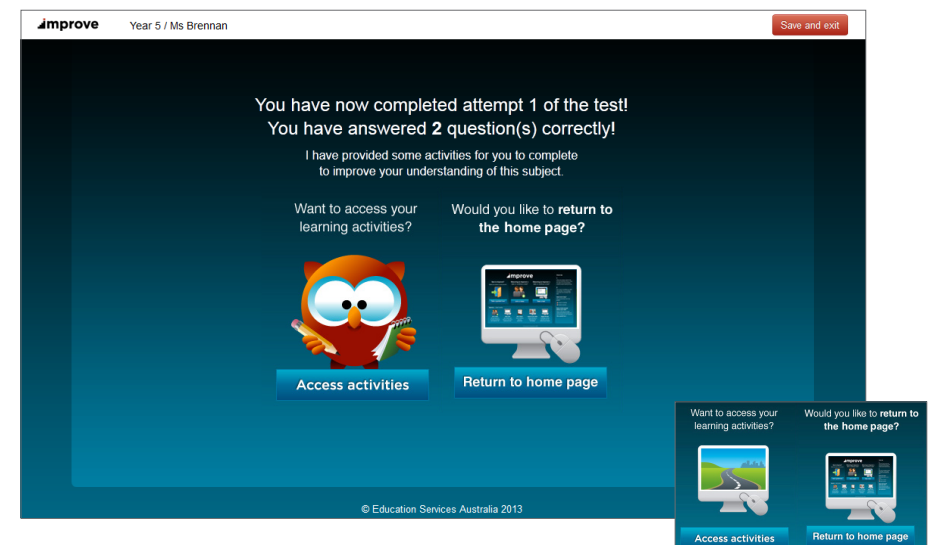 improve
Year 5 / Ms Brennan
Save and exit
You have now completed attempt 1 of the test!
You have answered 2 question(s) correctly!
I have provided some activities for you to complete
to improve your understanding of this subject.
Want to access your
learning activities?
Would you like to return to
the home page?
improve
Access activities
Return to home page
© Education Services Australia 2013
Want to access your
learning activities?
Would you like to return to
the home page?
improve
Access activities
Return to home page